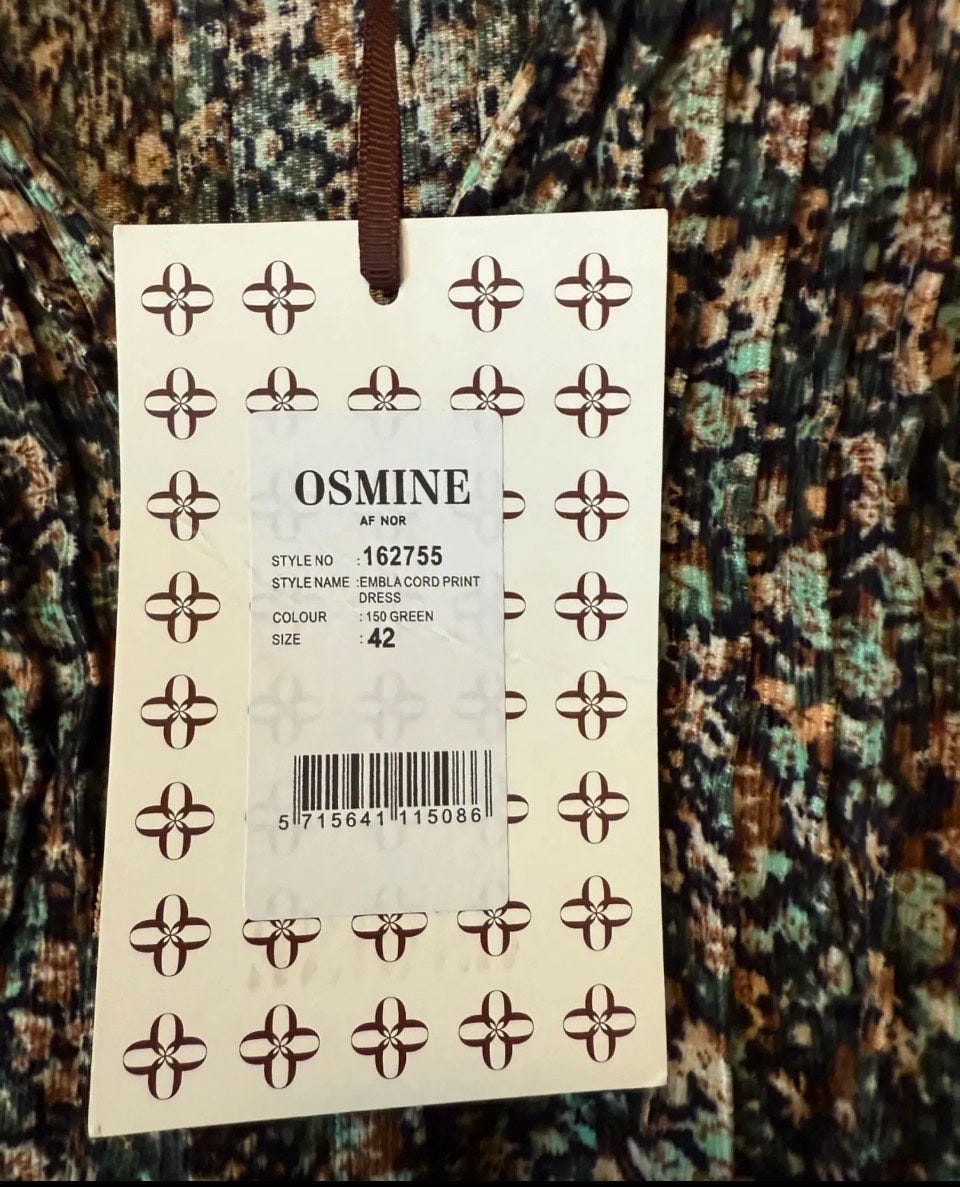 OSMINE
AF NOR
STYLE NO : 162755
STYLE NAME : EMBLA CORD PRINT
DRESS
COLOUR : 150 GREEN
SIZE : 42
5 715641 115086